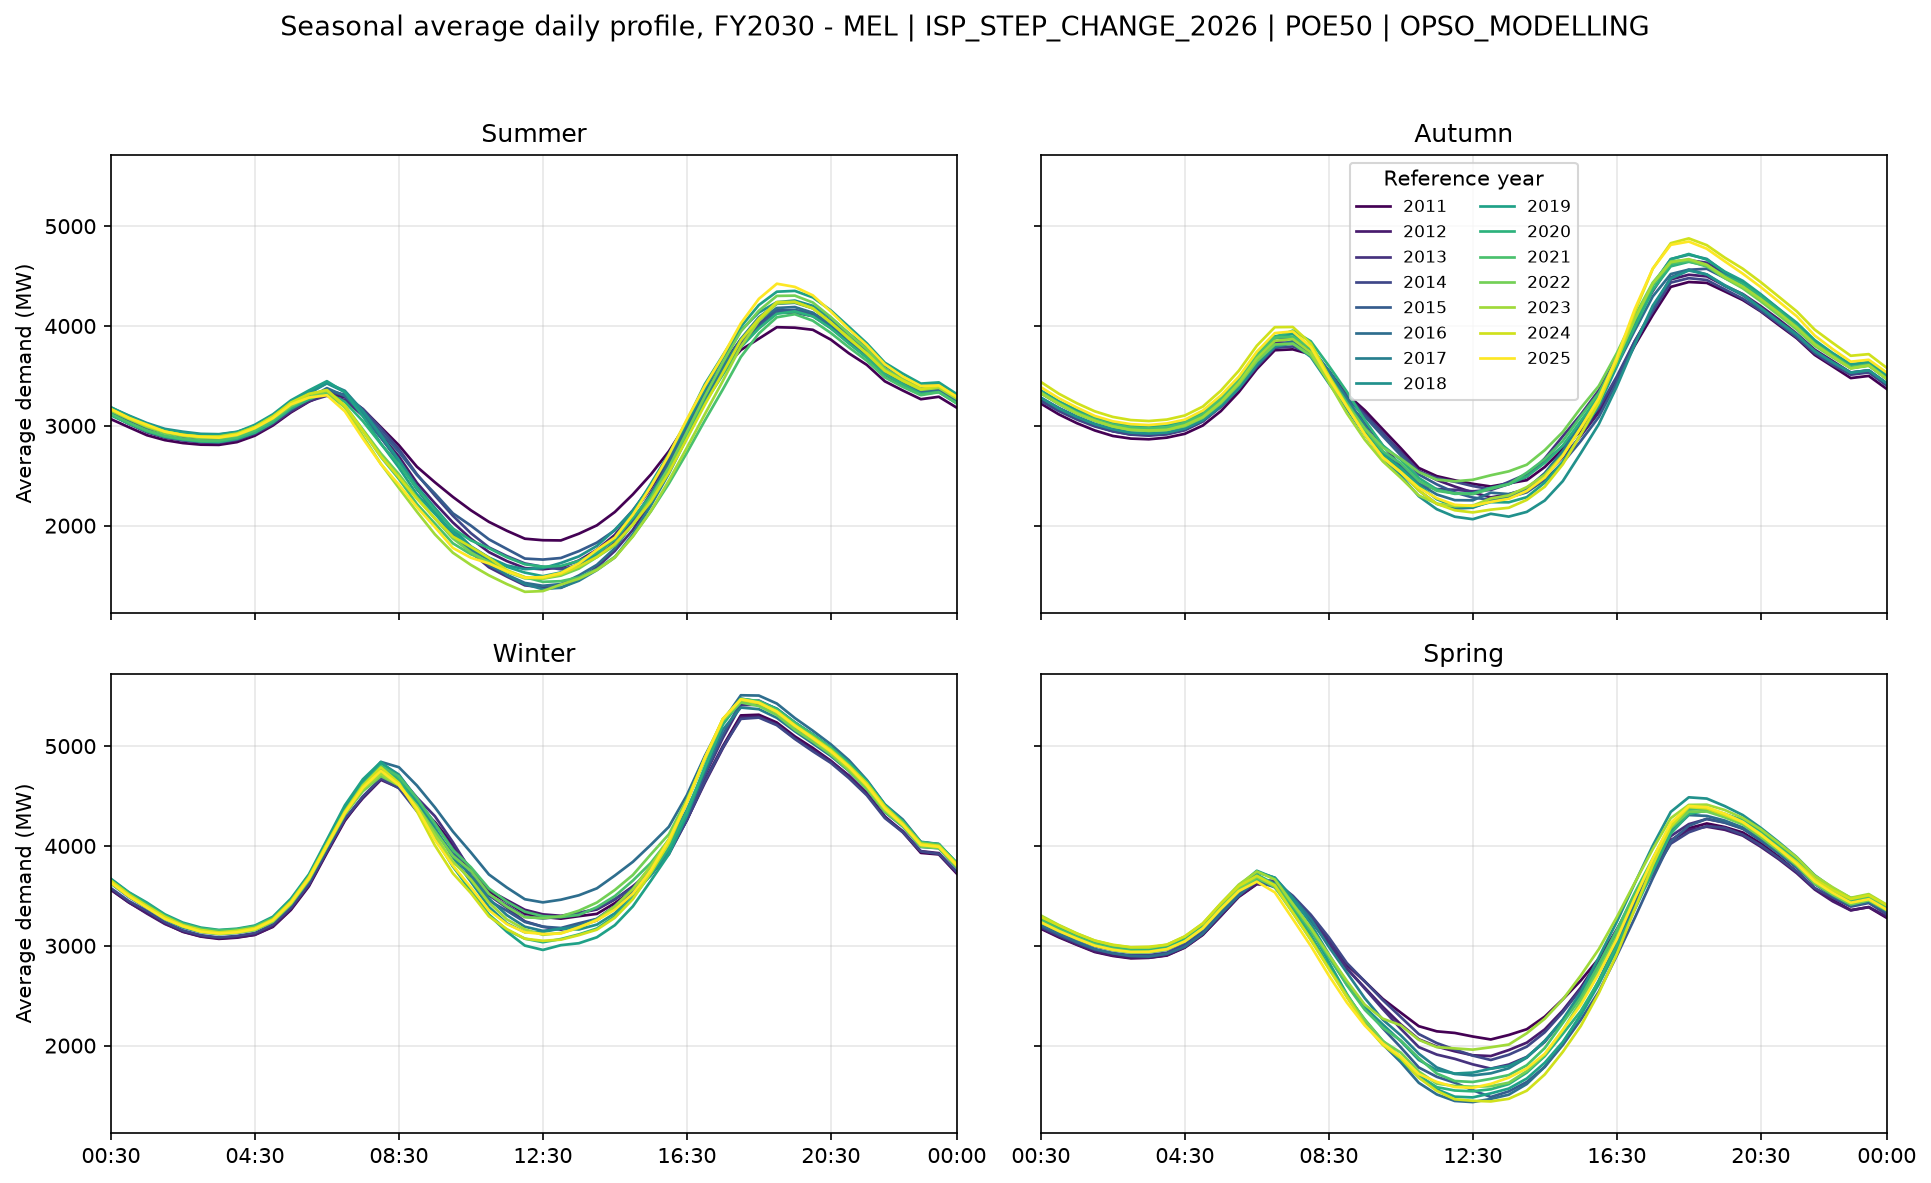 Seasonal average daily profile, FY2030 - MEL | ISP_STEP_CHANGE_2026 | POE50 | OPSO_MODELLING
Summer
Average demand (MW)
5000
4000
3000
2000
Autumn
Reference year
2011 2019
2012 2020
2013 2021
2014 2022
2015 2023
2016 2024
2017 2025
2018
Winter
Average demand (MW)
5000
4000
3000
2000
00:30 04:30 08:30 12:30 16:30 20:30 00:00
Spring
00:30 04:30 08:30 12:30 16:30 20:30 00:00